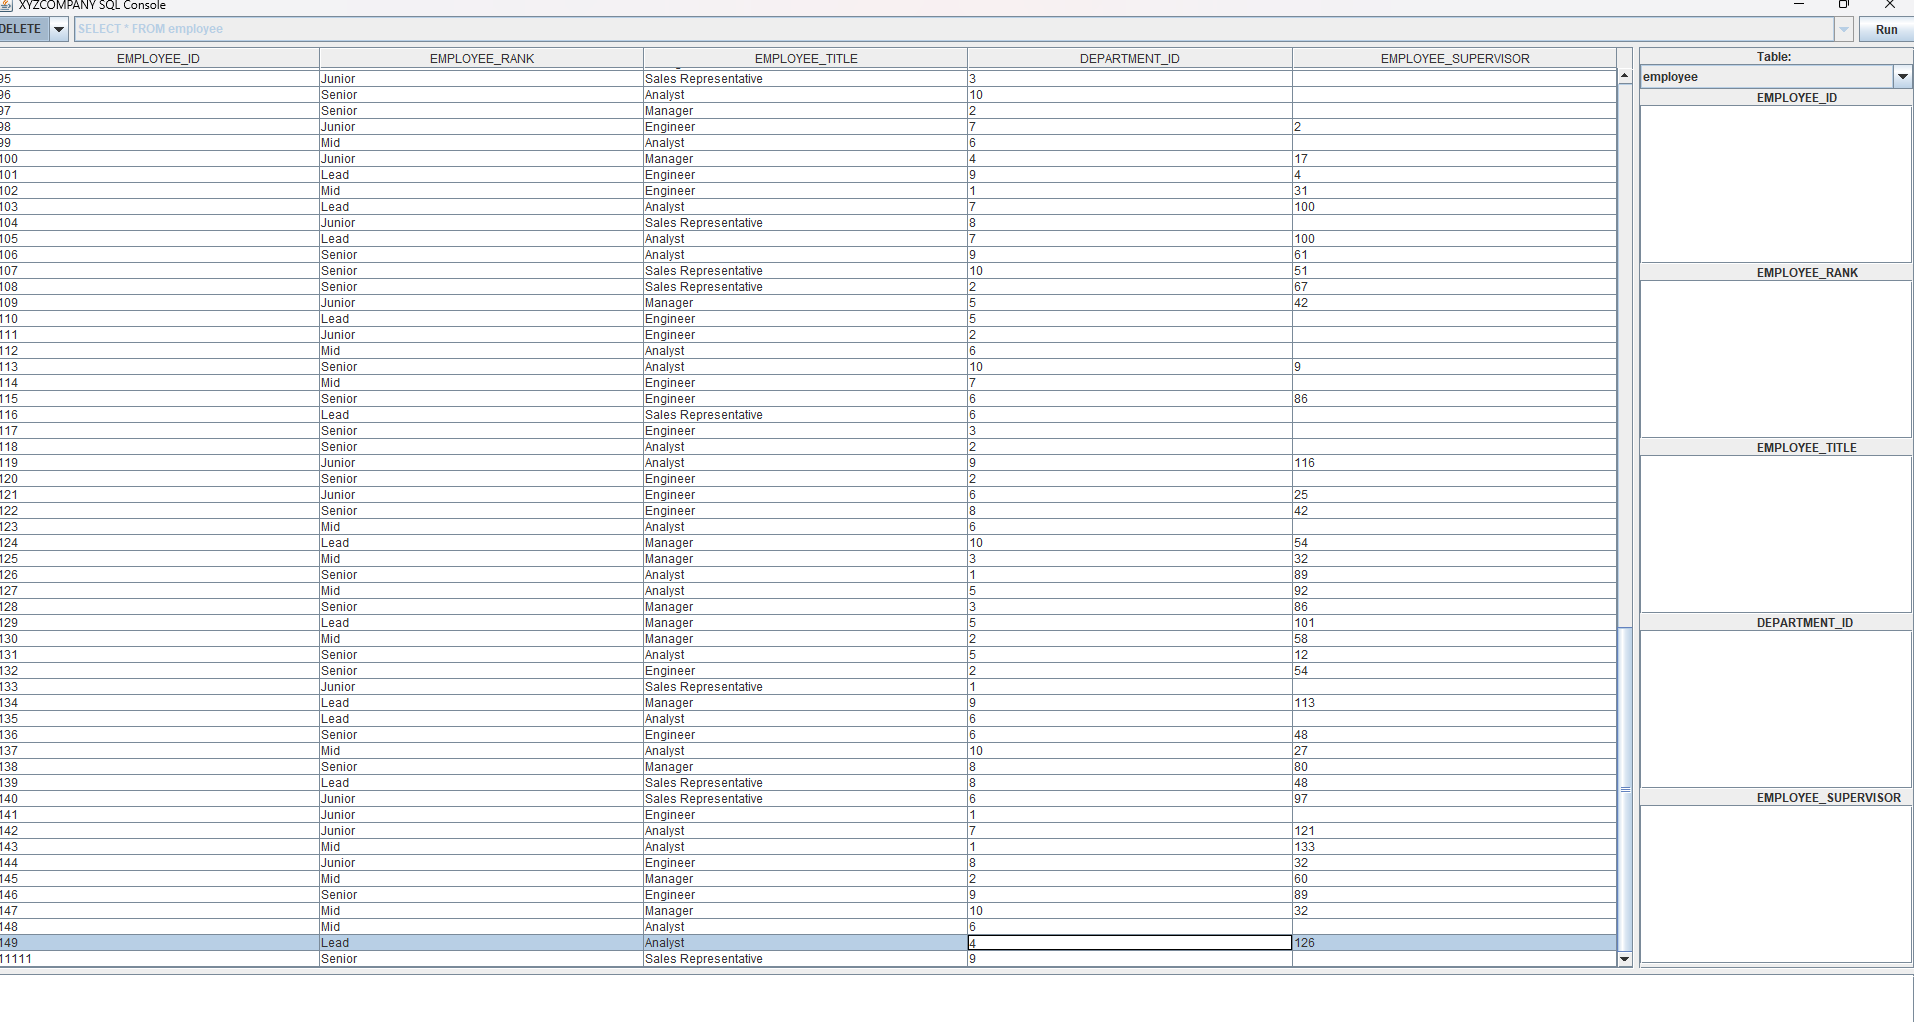 XYZCOMPANY SQL Console
DELETE SELECT * FROM employee Run
EMPLOYEE_ID EMPLOYEE_RANK EMPLOYEE_TITLE DEPARTMENT_ID EMPLOYEE_SUPERVISOR
95 Junior Sales Representative 3
96 Senior Analyst 10
97 Senior Manager 2
98 Junior Engineer 7 2
99 Mid Analyst 6
100 Junior Manager 4 17
101 Lead Engineer 9 4
102 Mid Engineer 1 31
103 Lead Analyst 7 100
104 Junior Sales Representative 8
105 Lead Analyst 7 100
106 Senior Analyst 9 61
107 Senior Sales Representative 10 51
108 Senior Sales Representative 2 67
109 Junior Manager 5 42
110 Lead Engineer 5
111 Junior Engineer 2
112 Mid Analyst 6
113 Senior Analyst 10 9
114 Mid Engineer 7
115 Senior Engineer 6 86
116 Lead Sales Representative 6
117 Senior Engineer 3
118 Senior Analyst 2
119 Junior Analyst 9 116
120 Senior Engineer 2
121 Junior Engineer 6 25
122 Senior Engineer 8 42
123 Mid Analyst 6
124 Lead Manager 10 54
125 Mid Manager 3 32
126 Senior Analyst 1 89
127 Mid Analyst 5 92
128 Senior Manager 3 86
129 Lead Manager 5 101
130 Mid Manager 2 58
131 Senior Analyst 5 12
132 Senior Engineer 2 54
133 Junior Sales Representative 1
134 Lead Manager 9 113
135 Lead Analyst 6
136 Senior Engineer 6 48
137 Mid Analyst 10 27
138 Senior Manager 8 80
139 Lead Sales Representative 8 48
140 Junior Sales Representative 6 97
141 Junior Engineer 1
142 Junior Analyst 7 121
143 Mid Analyst 1 133
144 Junior Engineer 8 32
145 Mid Manager 2 60
146 Senior Engineer 9 89
147 Mid Manager 10 32
148 Mid Analyst 6
149 Lead Analyst 4 126
11111 Senior Sales Representative 9
Table:
employee
EMPLOYEE_ID
EMPLOYEE_RANK
EMPLOYEE_TITLE
DEPARTMENT_ID
EMPLOYEE_SUPERVISOR